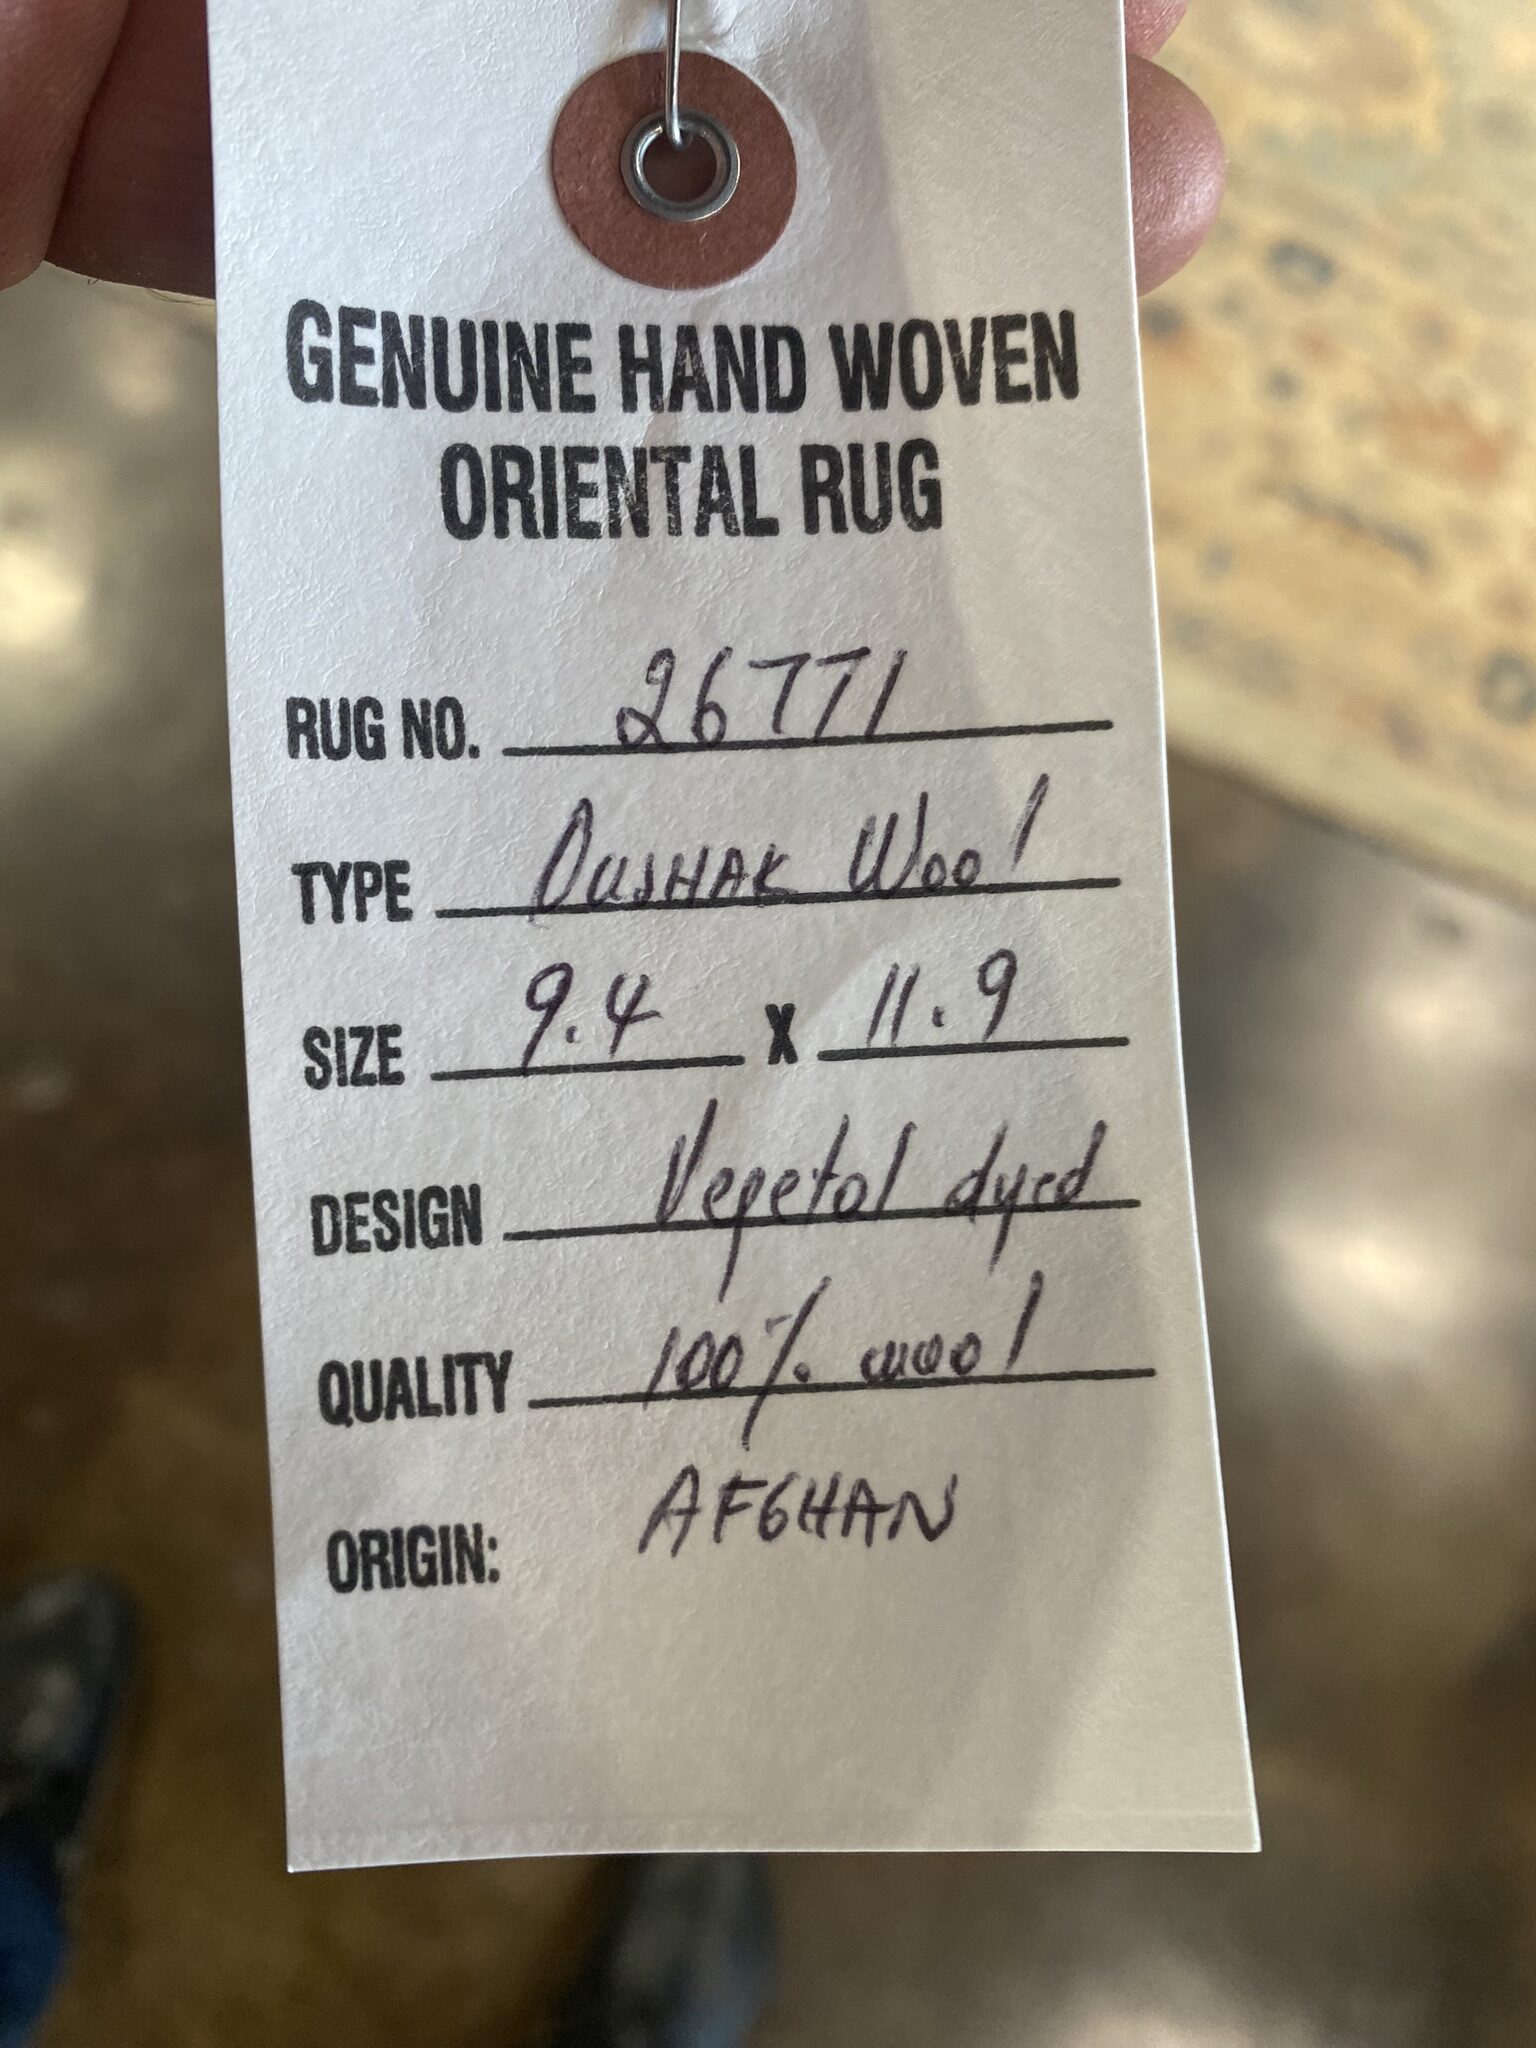 GENUINE HAND WOVEN
ORIENTAL RUG
RUG NO. 26771
TYPE OUSHAK Wool
SIZE 9.4 X 11.9
DESIGN Vegetal dyed
QUALITY 100% wool
ORIGIN: AFGHAN